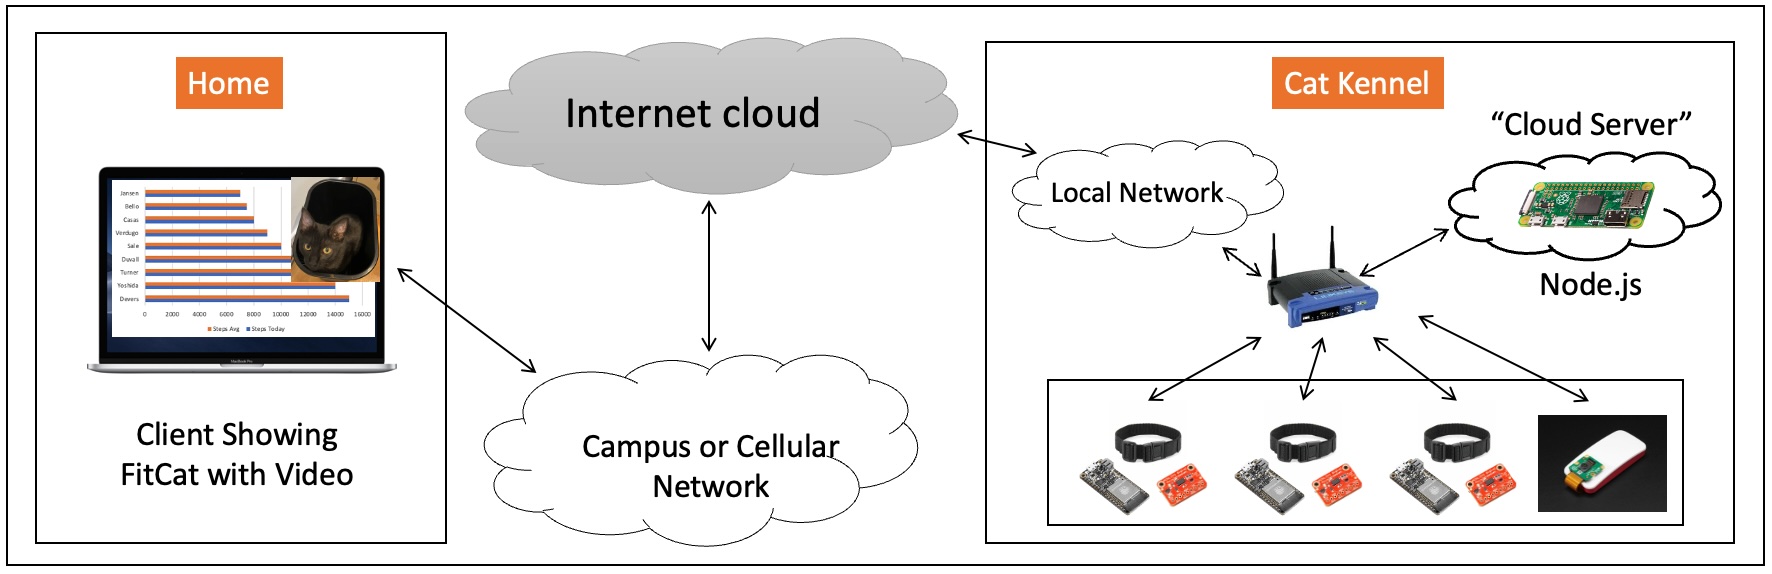 Home
Jansen
Bello
Casas
Verdugo
Sale
Duvall
Turner
Yoshida
Devers
0 2000 4000 6000 8000 10000 12000 14000 16000
Steps Avg Steps Today
MacBook Pro
Client Showing
FitCat with Video
Internet cloud
Campus or Cellular
Network
Cat Kennel
“Cloud Server”
Local Network
Node.js